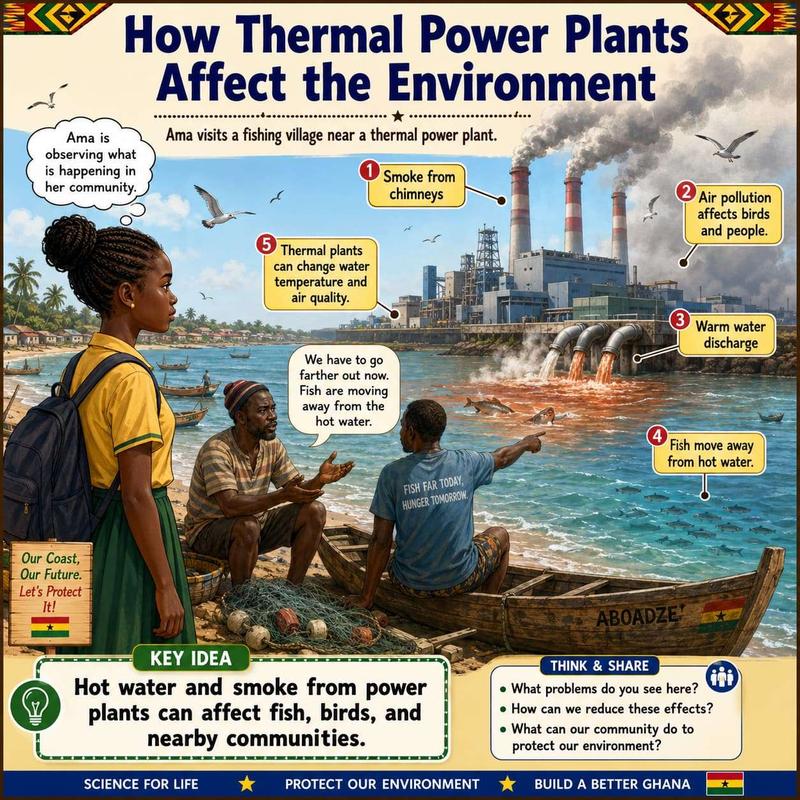 How Thermal Power Plants
Affect the Environment
Ama visits a fishing village near a thermal power plant.
Ama is
observing what
is happening in
her community.
1
Smoke from
chimneys
2
Air pollution
affects birds
and people.
5
Thermal plants
can change water
temperature and
air quality.
3
Warm water
discharge
We have to go
farther out now.
Fish are moving
away from the
hot water.
4
Fish move away
from hot water.
FISH FAR TODAY,
HUNGER TOMORROW.
Our Coast,
Our Future.
Let's Protect
It!
ABOADZE
KEY IDEA
Hot water and smoke from power
plants can affect fish, birds, and
nearby communities.
THINK & SHARE
• What problems do you see here?
• How can we reduce these effects?
• What can our community do to
protect our environment?
SCIENCE FOR LIFE ★ PROTECT OUR ENVIRONMENT ★ BUILD A BETTER GHANA